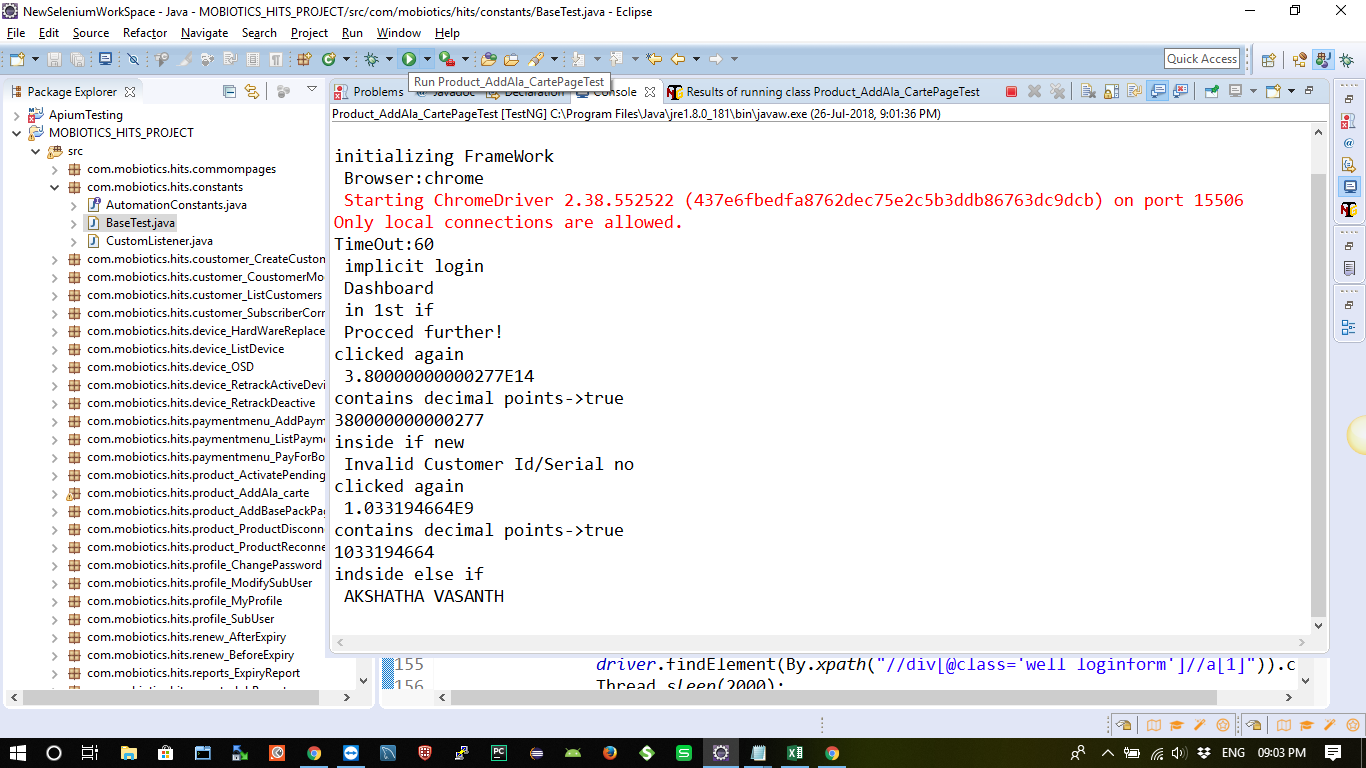 NewSeleniumWorkSpace - Java - MOBIOTICS_HITS_PROJECT/src/com/mobiotics/hits/constants/BaseTest.java - Eclipse
File Edit Source Refactor Navigate Search Project Run Window Help
Quick Access
Run Product_AddAla_CartePageTest
Package Explorer
Problems Javadoc Declaration Console Results of running class Product_AddAla_CartePageTest
Product_AddAla_CartePageTest [TestNG] C:\Program Files\Java\jre1.8.0_181\bin\javaw.exe (26-Jul-2018, 9:01:36 PM)
ApiumTesting
MOBIOTICS_HITS_PROJECT
src
com.mobiotics.hits.commompages
com.mobiotics.hits.constants
AutomationConstants.java
BaseTest.java
CustomListener.java
com.mobiotics.hits.coustomer_CreateCuston
com.mobiotics.hits.customer_CoustomerMo
com.mobiotics.hits.customer_ListCustomers
com.mobiotics.hits.customer_SubscriberCorr
com.mobiotics.hits.device_HardWareReplace
com.mobiotics.hits.device_ListDevice
com.mobiotics.hits.device_OSD
com.mobiotics.hits.device_RetrackActiveDevi
com.mobiotics.hits.device_RetrackDeactive
com.mobiotics.hits.paymentmenu_AddPaym
com.mobiotics.hits.paymentmenu_ListPayme
com.mobiotics.hits.paymentmenu_PayForBo
com.mobiotics.hits.product_ActivatePending
com.mobiotics.hits.product_AddAla_carte
com.mobiotics.hits.product_AddBasePackPag
com.mobiotics.hits.product_ProductDisconn
com.mobiotics.hits.product_ProductReconne
com.mobiotics.hits.profile_ChangePassword
com.mobiotics.hits.profile_ModifySubUser
com.mobiotics.hits.profile_MyProfile
com.mobiotics.hits.profile_SubUser
com.mobiotics.hits.renew_AfterExpiry
com.mobiotics.hits.renew_BeforeExpiry
com.mobiotics.hits.reports_ExpiryReport
initializing FrameWork
Browser:chrome
Starting ChromeDriver 2.38.552522 (437e6fbedfa8762dec75e2c5b3ddb86763dc9dcb) on port 15506
Only local connections are allowed.
TimeOut:60
implicit login
Dashboard
in 1st if
Procced further!
clicked again
3.80000000000277E14
contains decimal points->true
380000000000277
inside if new
Invalid Customer Id/Serial no
clicked again
1.033194664E9
contains decimal points->true
1033194664
indside else if
AKSHATHA VASANTH
155 driver.findElement(By.xpath("//div[@class='well loginform']//a[1]")).c
156 Thread.sleep(2000);
ENG 09:03 PM